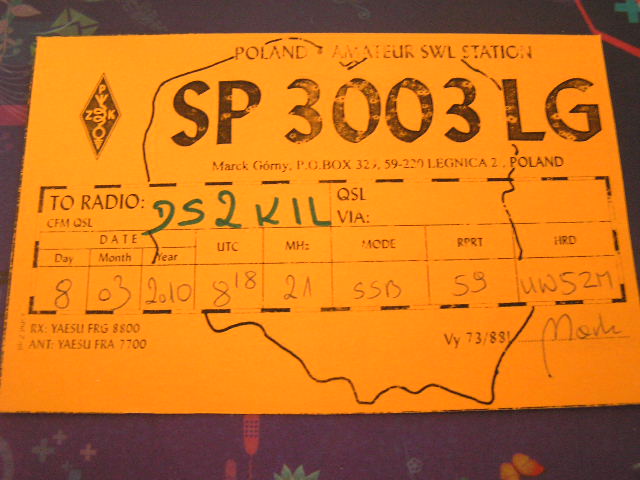 POLAND * AMATEUR SWL STATION
SP 3003 LG
P Z K
Marek Górny, P.O.BOX 329, 59-220 LEGNICA 2, POLAND
TO RADIO: DS2KIL
CFM QSL
QSL VIA:
DATE UTC MHz MODE RPRT HRD
Day Month Year
8 03 2010 8 18 21 SSB 59 UW5ZM
RX: YAESU FRG 8800
ANT: YAESU FRA 7700
Vy 73/88! Mark